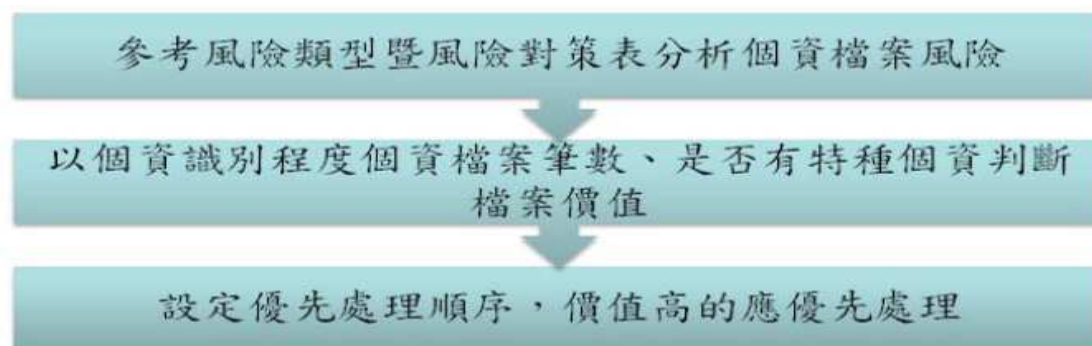 參考風險類型暨風險對策表分析個資檔案風險
以個資識別程度個資檔案筆數、是否有特種個資判斷
檔案價值
設定優先處理順序，價值高的應優先處理